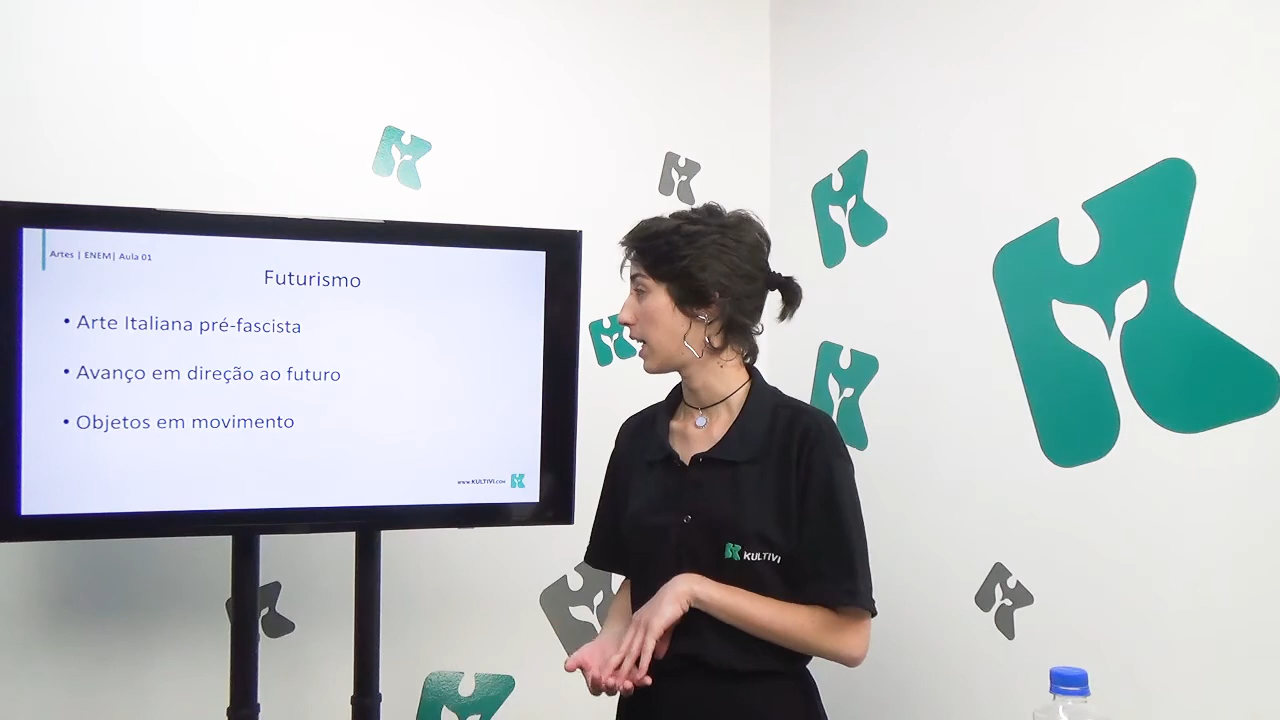 Artes | ENEM| Aula 01
Futurismo
• Arte Italiana pré-fascista
• Avanço em direção ao futuro
• Objetos em movimento
www.KULTIVI.COM
KULTIVI